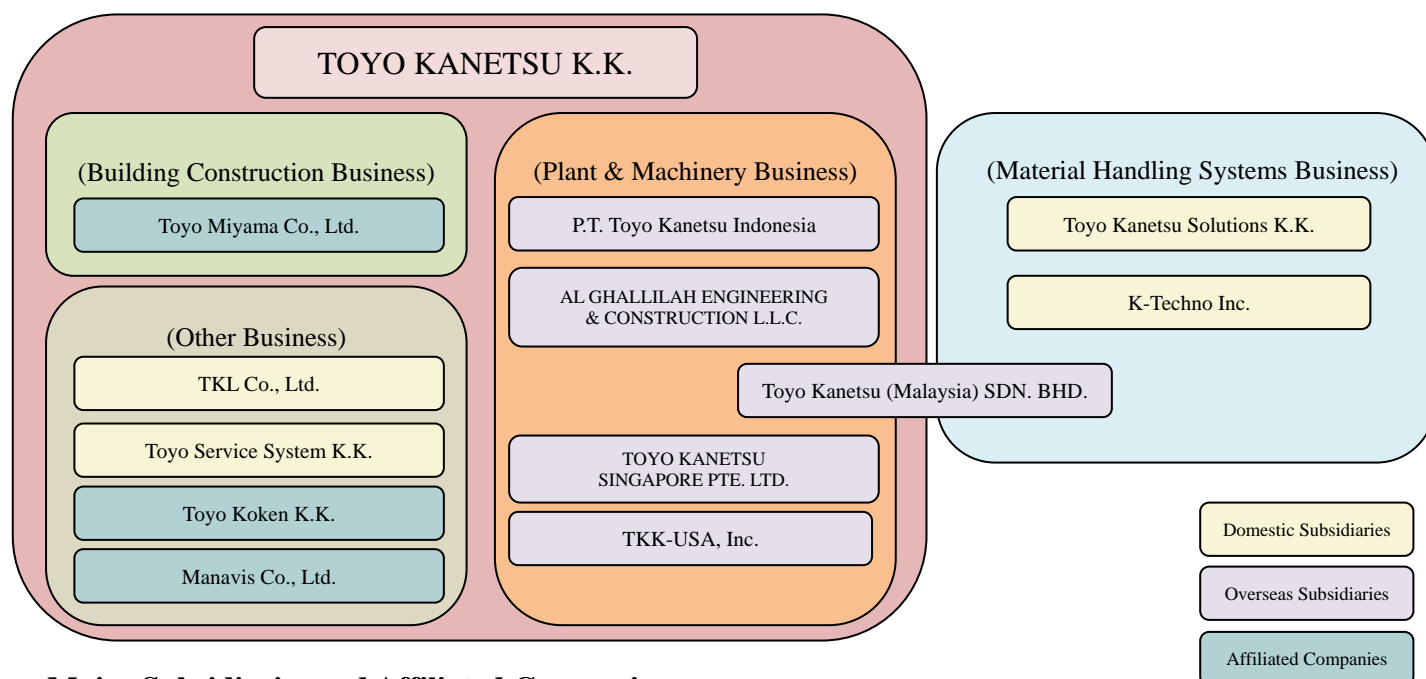 TOYO KANETSU K.K.
(Building Construction Business)
Toyo Miyama Co., Ltd.
(Other Business)
TKL Co., Ltd.
Toyo Service System K.K.
Toyo Koken K.K.
Manavis Co., Ltd.
(Plant & Machinery Business)
P.T. Toyo Kanetsu Indonesia
AL GHALLILAH ENGINEERING
& CONSTRUCTION L.L.C.
Toyo Kanetsu (Malaysia) SDN. BHD.
TOYO KANETSU
SINGAPORE PTE. LTD.
TKK-USA, Inc.
(Material Handling Systems Business)
Toyo Kanetsu Solutions K.K.
K-Techno Inc.
Domestic Subsidiaries
Overseas Subsidiaries
Affiliated Companies